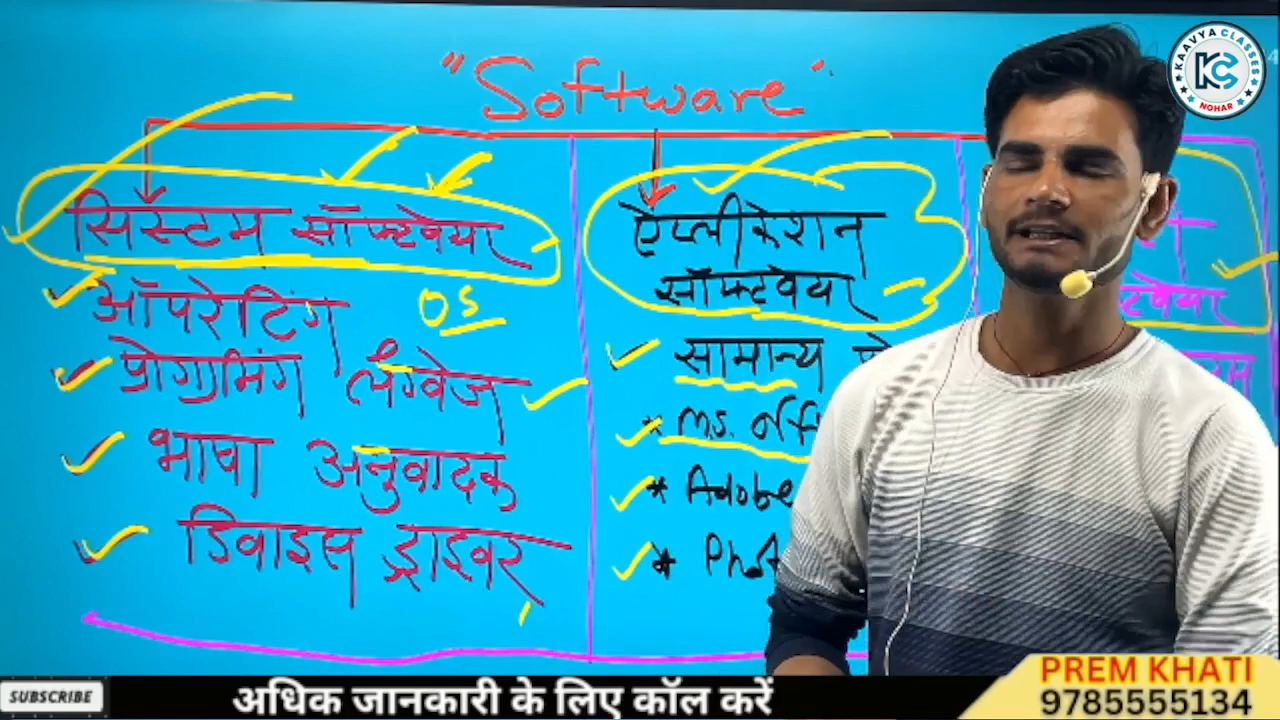 "Software"
सिस्टम सॉफ्टवेयर
ऑपरेटिंग OS
प्रोग्रामिंग लैंग्वेज
भाषा अनुवादक
डिवाइस ड्राइवर
ऐप्लीकेशन
सॉफ्टवेयर
सामान्य
* M.S. off
* Adobe
*
KAAVYA CLASSES
KC
NOHAR
SUBSCRIBE
अधिक जानकारी के लिए कॉल करें
PREM KHATI
9785555134